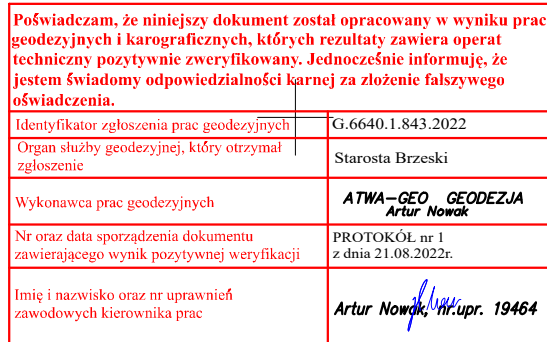 Poświadczam, że niniejszy dokument został opracowany w wyniku prac
geodezyjnych i karograficznych, których rezultaty zawiera operat
techniczny pozytywnie zweryfikowany. Jednocześnie informuję, że
jestem świadomy odpowiedzialności karnej za złożenie fałszywego
oświadczenia.
Identyfikator zgłoszenia prac geodezyjnych G.6640.1.843.2022
Organ służby geodezyjnej, który otrzymał
zgłoszenie
Starosta Brzeski
Wykonawca prac geodezyjnych
ATWA-GEO GEODEZJA
Artur Nowak
Nr oraz data sporządzenia dokumentu
zawierającego wynik pozytywnej weryfikacji
PROTOKÓŁ nr 1
z dnia 21.08.2022r.
Imię i nazwisko oraz nr uprawnień
zawodowych kierownika prac
Artur Nowak, nr.upr. 19464